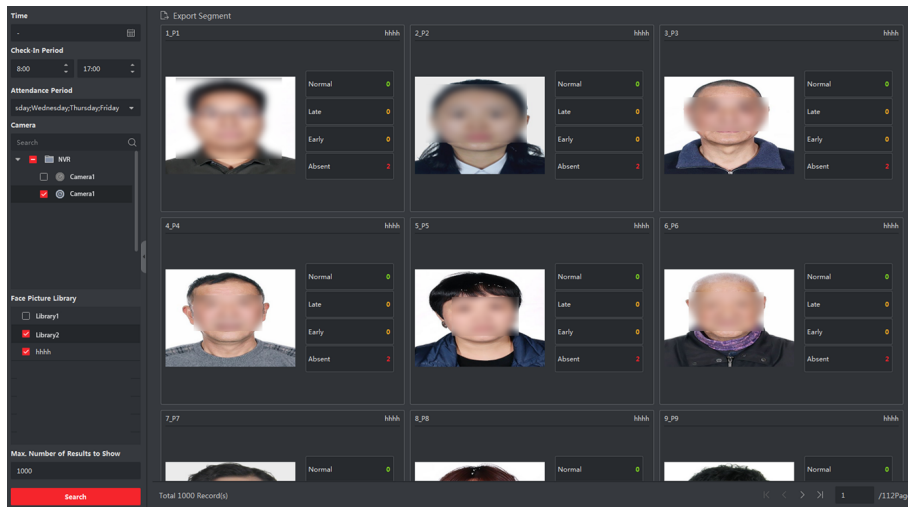 Time
-
Check-In Period
8:00 17:00
Attendance Period
sday;Wednesday;Thursday;Friday
Camera
Search
NVR
Camera1
Camera1
Face Picture Library
Library1
Library2
hhhh
Max. Number of Results to Show
1000
Search
Export Segment
1_P1 hhhh
Normal 0
Late 0
Early 0
Absent 2
2_P2 hhhh
Normal 0
Late 0
Early 0
Absent 2
3_P3 hhhh
Normal 0
Late 0
Early 0
Absent 2
4_P4 hhhh
Normal 0
Late 0
Early 0
Absent 2
5_P5 hhhh
Normal 0
Late 0
Early 0
Absent 2
6_P6 hhhh
Normal 0
Late 0
Early 0
Absent 2
7_P7 hhhh
Normal 0
8_P8 hhhh
Normal 0
9_P9 hhhh
Normal 0
Total 1000 Record(s)
1 /112Pag